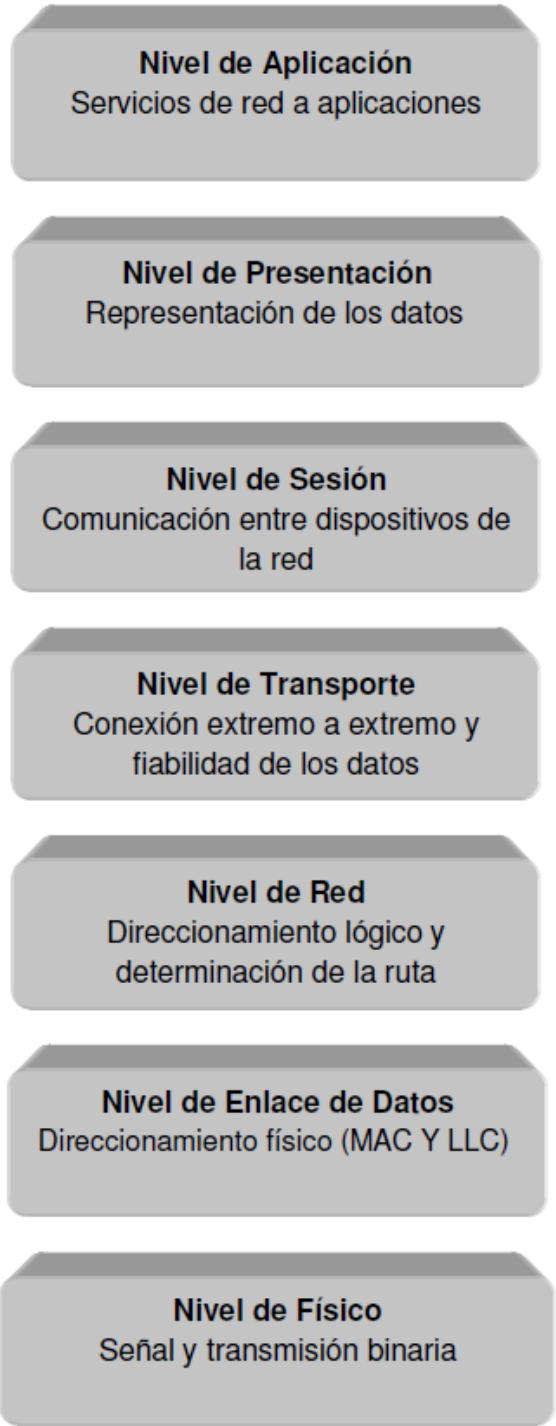 Nivel de Aplicación
Servicios de red a aplicaciones
Nivel de Presentación
Representación de los datos
Nivel de Sesión
Comunicación entre dispositivos de
la red
Nivel de Transporte
Conexión extremo a extremo y
fiabilidad de los datos
Nivel de Red
Direccionamiento lógico y
determinación de la ruta
Nivel de Enlace de Datos
Direccionamiento físico (MAC Y LLC)
Nivel de Físico
Señal y transmisión binaria